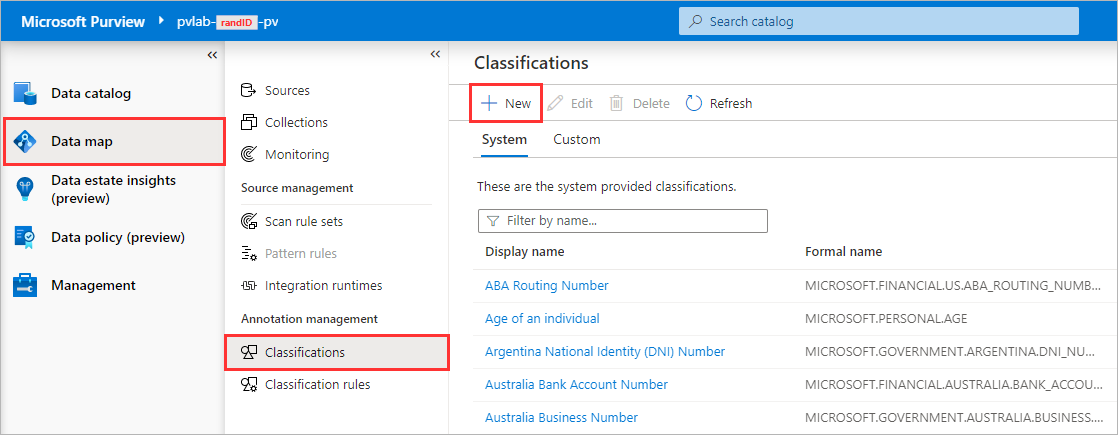 Microsoft Purview pvlab-randID-pv Search catalog
Data catalog
Data map
Data estate insights
(preview)
Data policy (preview)
Management
Sources
Collections
Monitoring
Source management
Scan rule sets
Pattern rules
Integration runtimes
Annotation management
Classifications
Classification rules
Classifications
New Edit Delete Refresh
System Custom
These are the system provided classifications.
Filter by name...
Display name Formal name
ABA Routing Number MICROSOFT.FINANCIAL.US.ABA_ROUTING_NUMB...
Age of an individual MICROSOFT.PERSONAL.AGE
Argentina National Identity (DNI) Number MICROSOFT.GOVERNMENT.ARGENTINA.DNI_NU...
Australia Bank Account Number MICROSOFT.FINANCIAL.AUSTRALIA.BANK_ACCOU...
Australia Business Number MICROSOFT.GOVERNMENT.AUSTRALIA.BUSINESS....